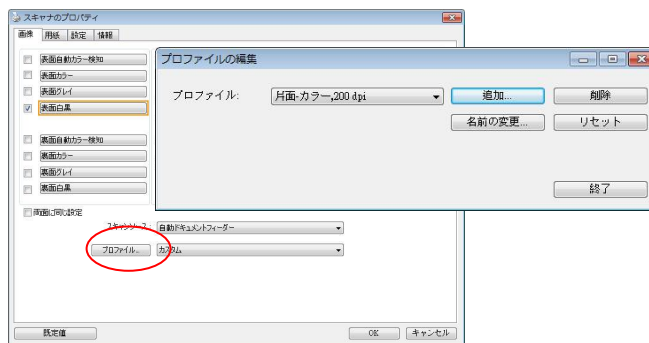 スキャナのプロパティ
画像 用紙 設定 情報
表面自動カラー検知
表面カラー
表面グレイ
表面白黒
裏面自動カラー検知
裏面カラー
裏面グレイ
裏面白黒
両面に同じ設定
スキャンソース: 自動ドキュメントフィーダー
プロファイル... カスタム
既定値 OK キャンセル
プロファイルの編集
プロファイル: 片面-カラー,200 dpi 追加... 削除
名前の変更... リセット
終了